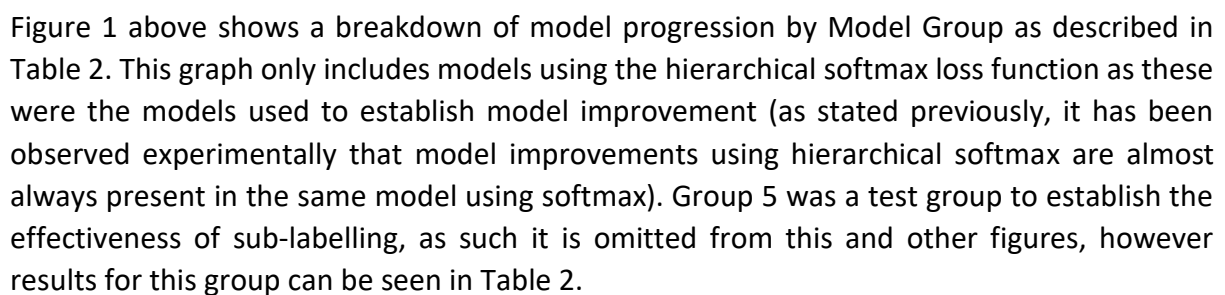 Figure 1 above shows a breakdown of model progression by Model Group as described in
Table 2. This graph only includes models using the hierarchical softmax loss function as these
were the models used to establish model improvement (as stated previously, it has been
observed experimentally that model improvements using hierarchical softmax are almost
always present in the same model using softmax). Group 5 was a test group to establish the
effectiveness of sub-labelling, as such it is omitted from this and other figures, however
results for this group can be seen in Table 2.